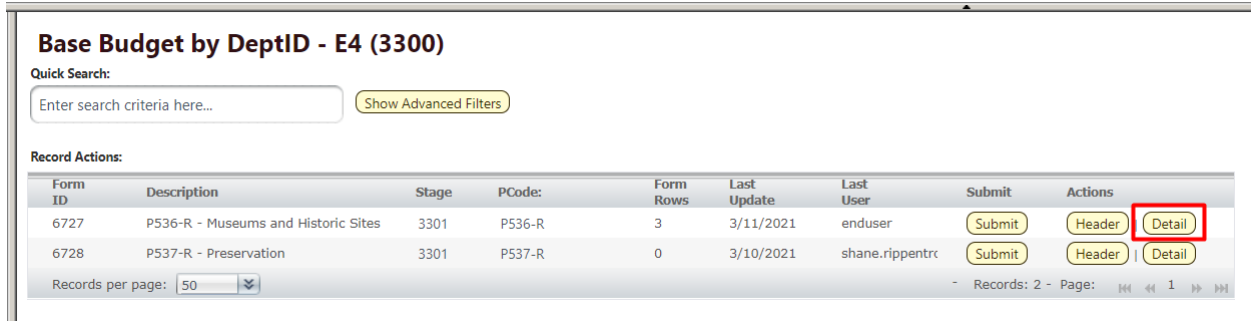 Base Budget by DeptID - E4 (3300)
Quick Search:
Enter search criteria here... Show Advanced Filters
Record Actions:
Form ID Description Stage PCode: Form Rows Last Update Last User Submit Actions
6727 P536-R - Museums and Historic Sites 3301 P536-R 3 3/11/2021 enduser Submit Header | Detail
6728 P537-R - Preservation 3301 P537-R 0 3/10/2021 shane.rippentro Submit Header | Detail
Records per page: 50 - Records: 2 - Page: 1